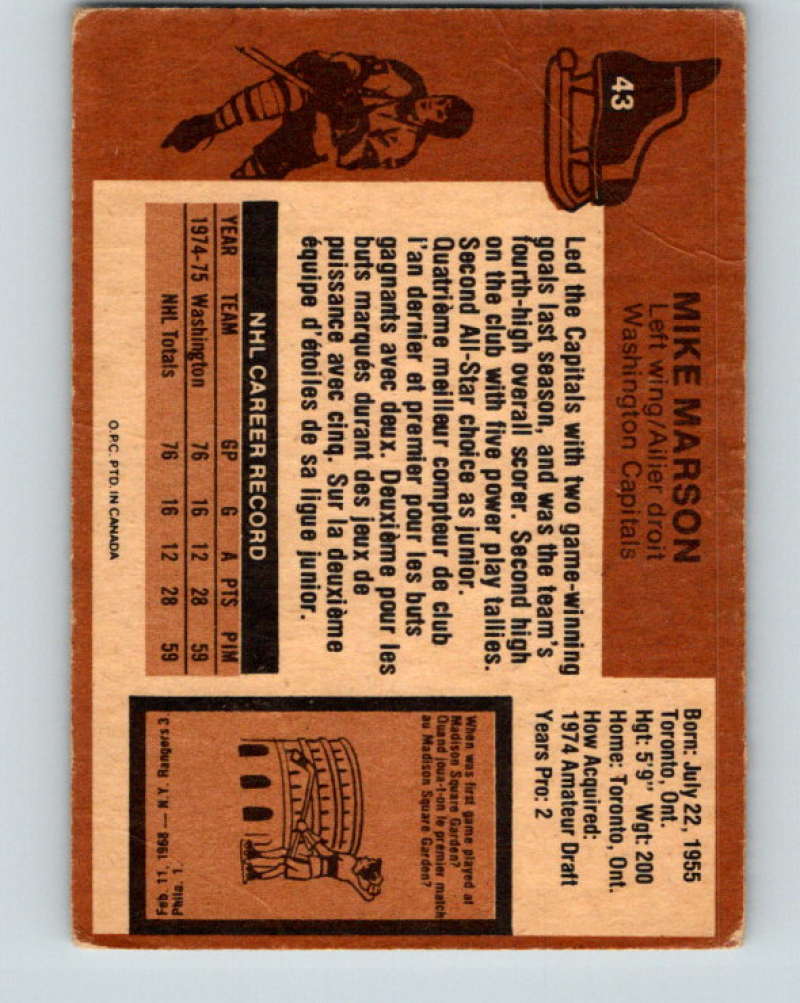 43
MIKE MARSON
Left wing/Ailier droit
Washington Capitals
Born: July 22, 1955
Toronto, Ont.
Hgt: 5'9" Wgt: 200
Home: Toronto, Ont.
How Acquired:
1974 Amateur Draft
Years Pro: 2
Led the Capitals with two game-winning
goals last season, and was the team's
fourth-high overall scorer. Second high
on the club with five power play tallies.
Second All-Star choice as junior.
Quatrième meilleur compteur de club
l'an dernier et premier pour les buts
gagnants avec deux. Deuxième pour les
buts marqués durant des jeux de
puissance avec cinq. Sur la deuxième
équipe d'étoiles de sa ligue junior.
NHL CAREER RECORD
YEAR TEAM GP G A PTS PIM
1974-75 Washington 76 16 12 28 59
NHL Totals 76 16 12 28 59
O.P.C. PTD. IN CANADA
When was first game played at
Madison Square Garden?
Quand joua-t-on le premier match
au Madison Square Garden?
Feb. 11, 1968 — N.Y. Rangers 3,
Phila. 1.